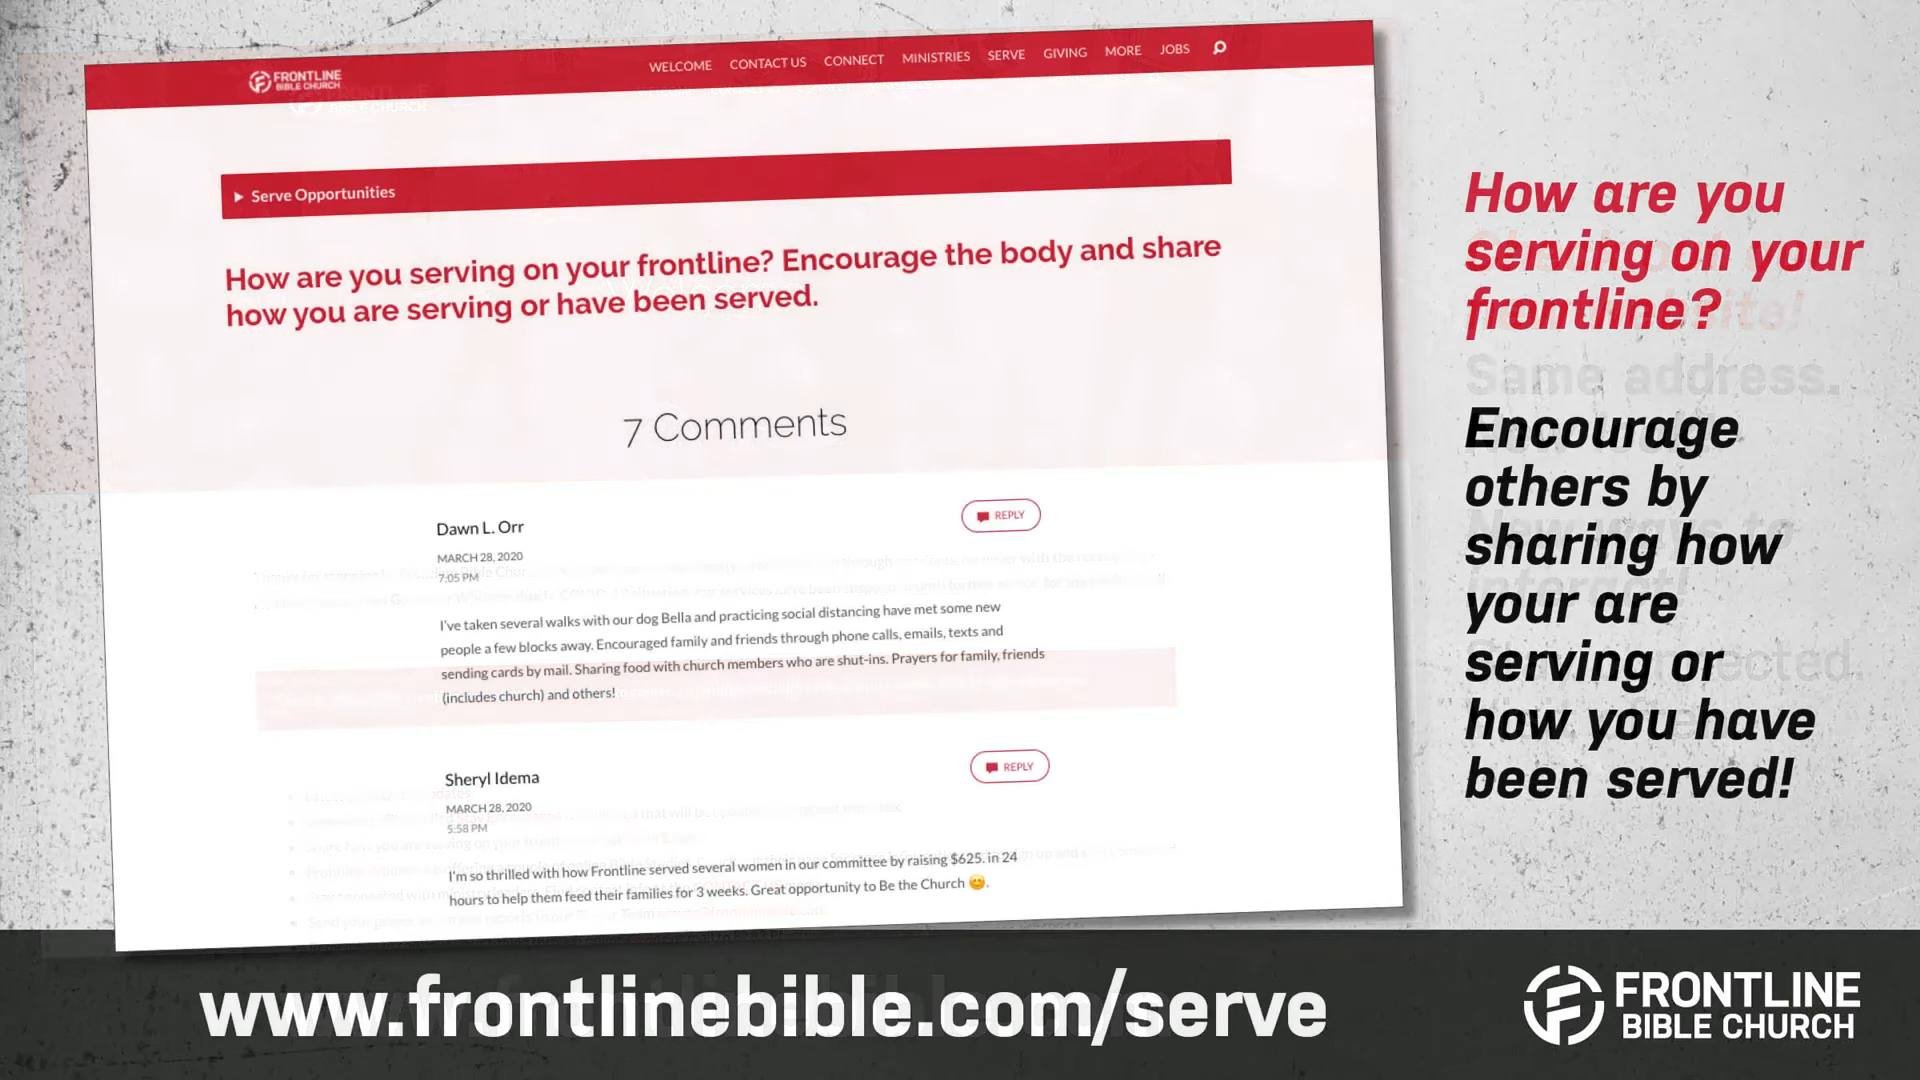 FRONTLINE
BIBLE CHURCH
WELCOME CONTACT US CONNECT MINISTRIES SERVE GIVING MORE JOBS
Serve Opportunities
How are you serving on your frontline? Encourage the body and share
how you are serving or have been served.
7 Comments
Dawn L. Orr
REPLY
MARCH 28, 2020
7:05 PM
I've taken several walks with our dog Bella and practicing social distancing have met some new
people a few blocks away. Encouraged family and friends through phone calls, emails, texts and
sending cards by mail. Sharing food with church members who are shut-ins. Prayers for family, friends
(includes church) and others!
Sheryl Idema
REPLY
MARCH 28, 2020
5:58 PM
I'm so thrilled with how Frontline served several women in our committee by raising $625. in 24
hours to help them feed their families for 3 weeks. Great opportunity to Be the Church 😊.
How are you
serving on your
frontline?
Same address.
Encourage
others by
sharing how
your are
serving or
how you have
been served!
www.frontlinebible.com/serve
FRONTLINE
BIBLE CHURCH